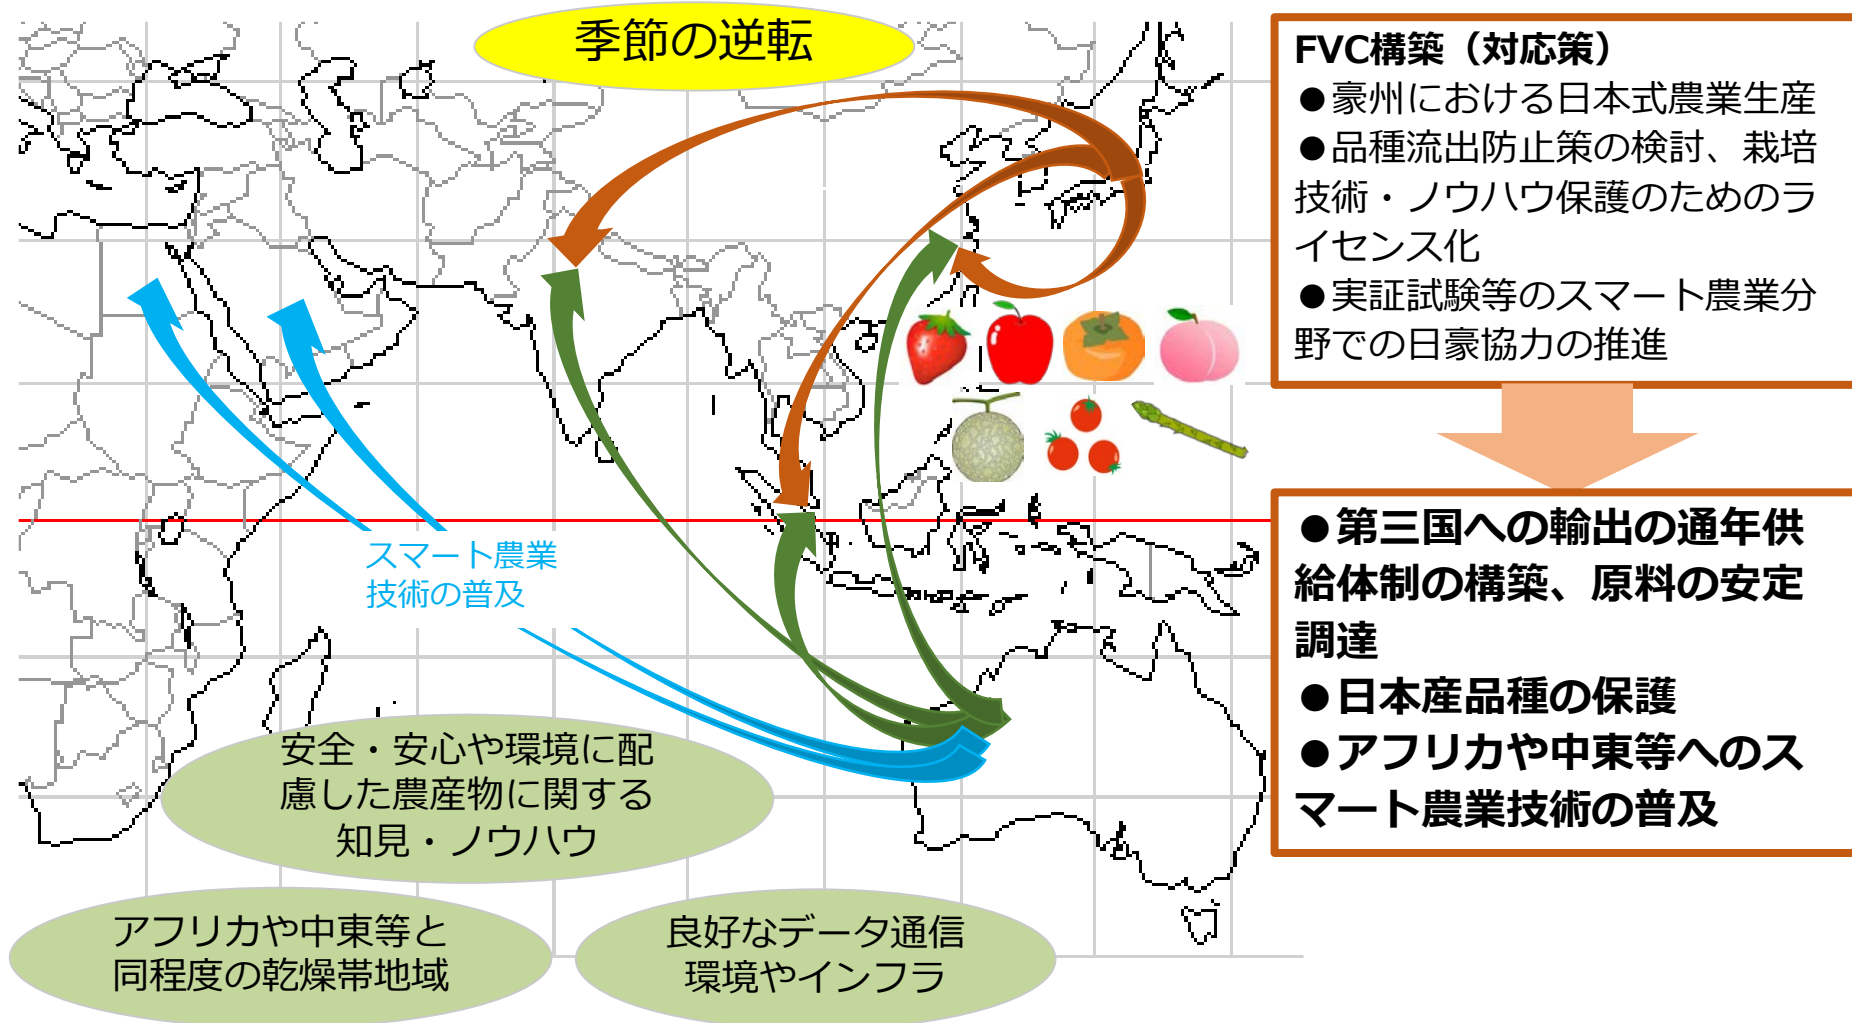 季節の逆転
FVC構築（対応策）
●豪州における日本式農業生産
●品種流出防止策の検討、栽培
技術・ノウハウ保護のためのラ
イセンス化
●実証試験等のスマート農業分
野での日豪協力の推進
●第三国への輸出の通年供
給体制の構築、原料の安定
調達
●日本産品種の保護
●アフリカや中東等へのス
マート農業技術の普及
スマート農業
技術の普及
安全・安心や環境に配
慮した農産物に関する
知見・ノウハウ
アフリカや中東等と
同程度の乾燥帯地域
良好なデータ通信
環境やインフラ